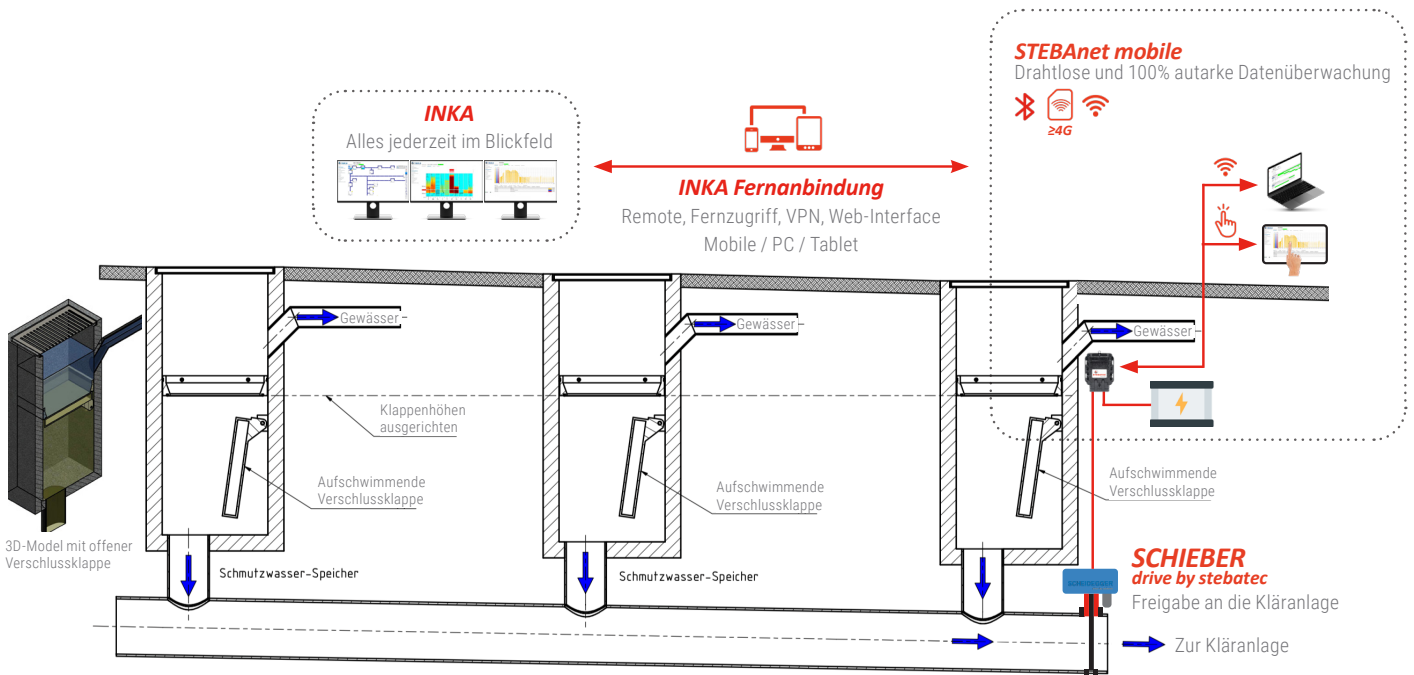 STEBAnet mobile
Drahtlose und 100% autarke Datenüberwachung
≥4G
INKA
Alles jederzeit im Blickfeld
INKA Fernanbindung
Remote, Fernzugriff, VPN, Web-Interface
Mobile / PC / Tablet
Gewässer
Gewässer
Gewässer
Klappenhöhen
ausgerichten
Aufschwimmende
Verschlussklappe
Aufschwimmende
Verschlussklappe
Aufschwimmende
Verschlussklappe
3D-Model mit offener
Verschlussklappe
Schmutzwasser-Speicher
Schmutzwasser-Speicher
SCHIEBER
drive by stebatec
Freigabe an die Kläranlage
Zur Kläranlage